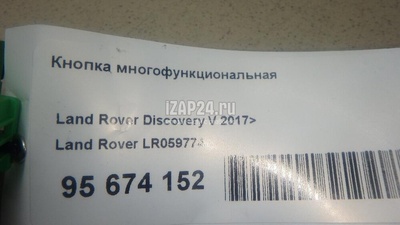 Кнопка многофункциональная
IZAP24.ru
Land Rover Discovery V 2017>
Land Rover
95 674 152